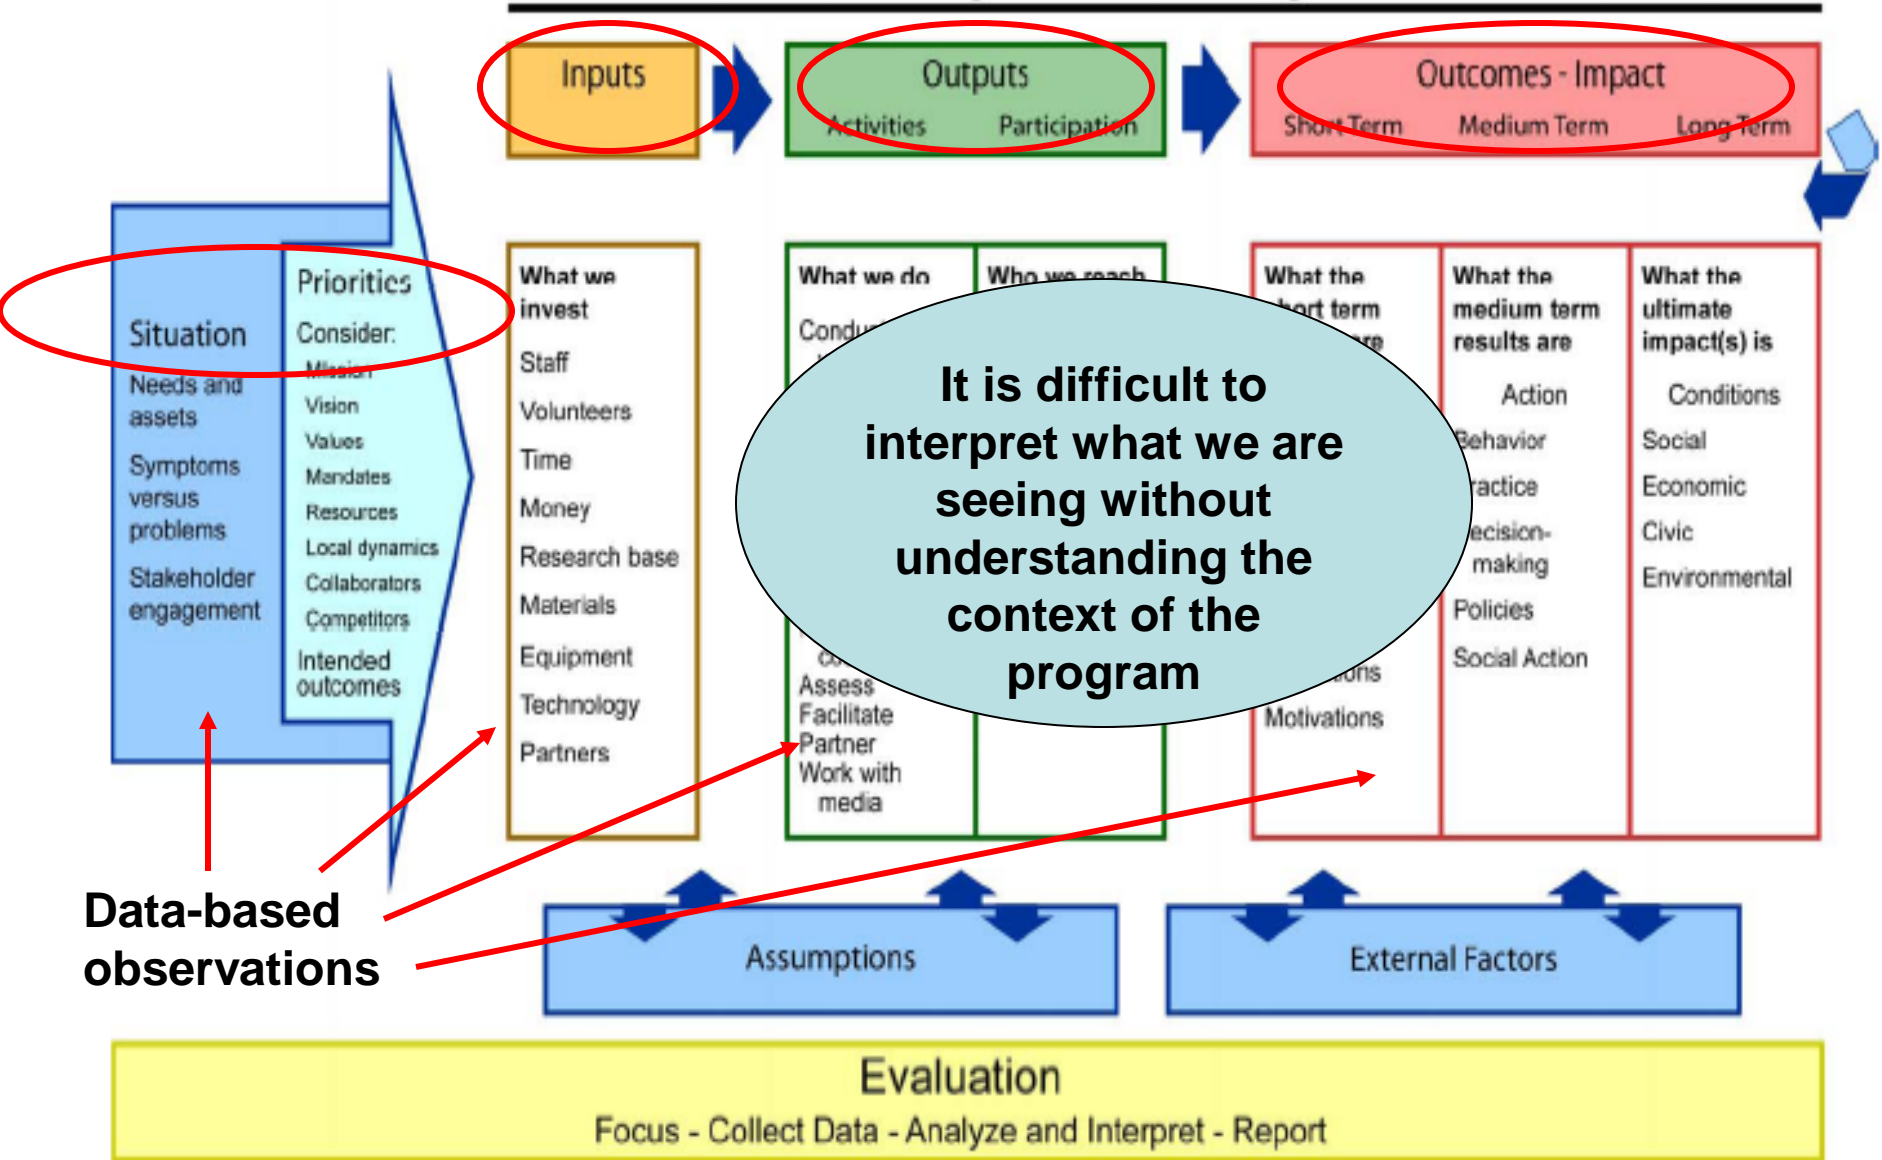 Inputs
Outputs
Activities Participation
Outcomes - Impact
Short Term Medium Term Long Term
Situation
Needs and
assets
Symptoms
versus
problems
Stakeholder
engagement
Priorities
Consider:
Mission
Vision
Values
Mandates
Resources
Local dynamics
Collaborators
Competitors
Intended
outcomes
What we
invest
Staff
Volunteers
Time
Money
Research base
Materials
Equipment
Technology
Partners
What we do
Assess
Facilitate
Partner
Work with
media
Who we reach
What the
term
Motivations
What the
medium term
results are
Action
Behavior
making
Policies
Social Action
What the
ultimate
impact(s) is
Conditions
Social
Economic
Civic
Environmental
It is difficult to
interpret what we are
seeing without
understanding the
context of the
program
Data-based
observations
Assumptions
External Factors
Evaluation
Focus - Collect Data - Analyze and Interpret - Report